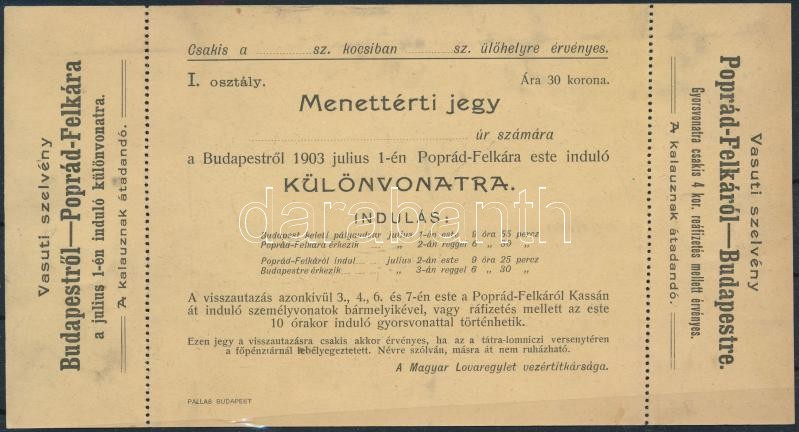 Vasuti szelvény
Budapestről—Poprád-Felkára
a julius 1-én induló különvonatra.
A kalauznak átadandó.
Csakis a ............ sz. kocsiban ............ sz. ülőhelyre érvényes.
I. osztály. Ára 30 korona.
Menettérti jegy
............ úr számára
a Budapestről 1903 julius 1-én Poprád-Felkára este induló
KÜLÖNVONATRA.
INDULÁS:
Budapest keleti pályaudvar julius 1-én este 9 óra 55 percz
Poprád-Felkára érkezik „ 2-án reggel 6 „ „
Poprád-Felkáról indul julius 2-án este 9 óra 25 percz
Budapestre érkezik „ 3-án reggel 6 „ 30 „
A visszautazás azonkívül 3., 4., 6. és 7-én este a Poprád-Felkáról Kassán
át induló személyvonatok bármelyikével, vagy ráfizetés mellett az este
10 órakor induló gyorsvonattal történhetik.
Ezen jegy a visszautazásra csakis akkor érvényes, ha az a tátra-lomniczi versenytéren
a főpénztárnál lebélyegeztetett. Névre szólván, másra át nem ruházható.
A Magyar Lovaregylet vezértitkársága.
PALLAS BUDAPEST
Vasuti szelvény
Poprád-Felkáról—Budapestre.
Gyorsvonatra csakis 4 kor. reáfizetés mellett érvényes.
A kalauznak átadandó.
darabanth